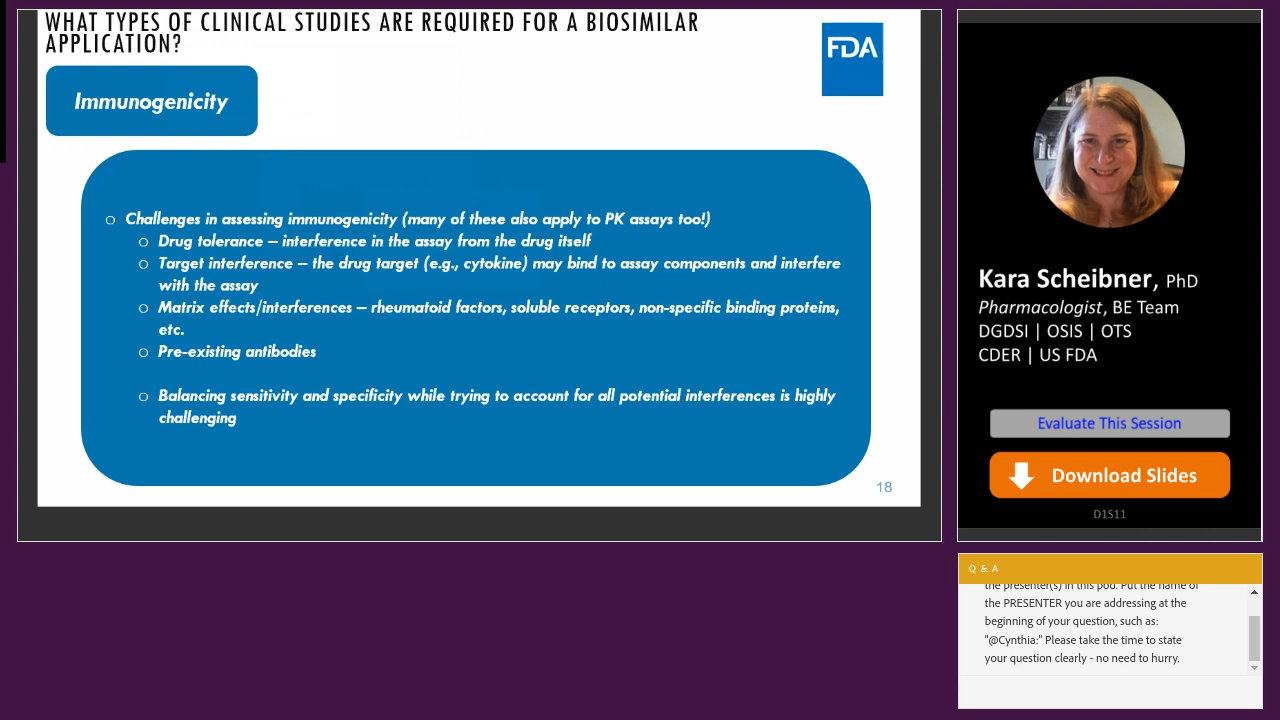 WHAT TYPES OF CLINICAL STUDIES ARE REQUIRED FOR A BIOSIMILAR
APPLICATION?
FDA
Immunogenicity
o Challenges in assessing immunogenicity (many of these also apply to PK assays too!)
o Drug tolerance – interference in the assay from the drug itself
o Target interference – the drug target (e.g., cytokine) may bind to assay components and interfere
with the assay
o Matrix effects/interferences – rheumatoid factors, soluble receptors, non-specific binding proteins,
etc.
o Pre-existing antibodies
o Balancing sensitivity and specificity while trying to account for all potential interferences is highly
challenging
18
Kara Scheibner, PhD
Pharmacologist, BE Team
DGDSI | OSIS | OTS
CDER | US FDA
Evaluate This Session
Download Slides
D1S11
Q & A
the presenter(s) in this pod. Put the name of
the PRESENTER you are addressing at the
beginning of your question, such as:
"@Cynthia:" Please take the time to state
your question clearly - no need to hurry.